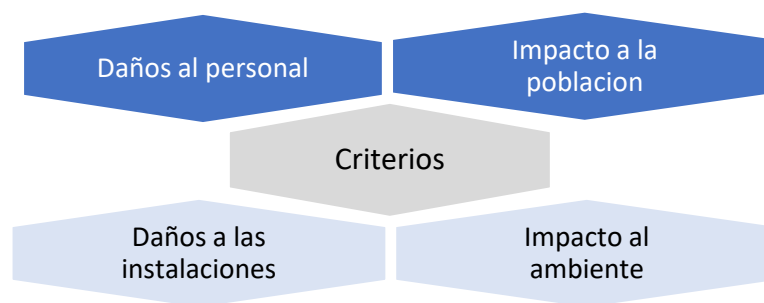 Daños al personal
Impacto a la
poblacion
Criterios
Daños a las
instalaciones
Impacto al
ambiente